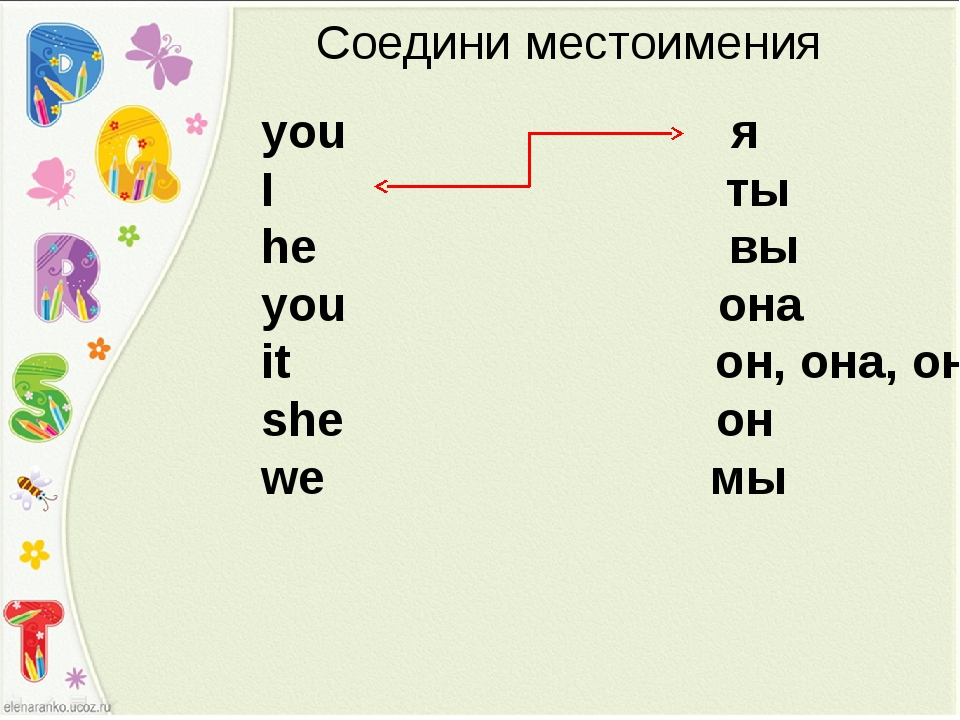 Соедини местоимения
you я
I ты
he вы
you она
it он, она, он
she он
we мы
P
Q
R
S
T
elenaranko.ucoz.ru